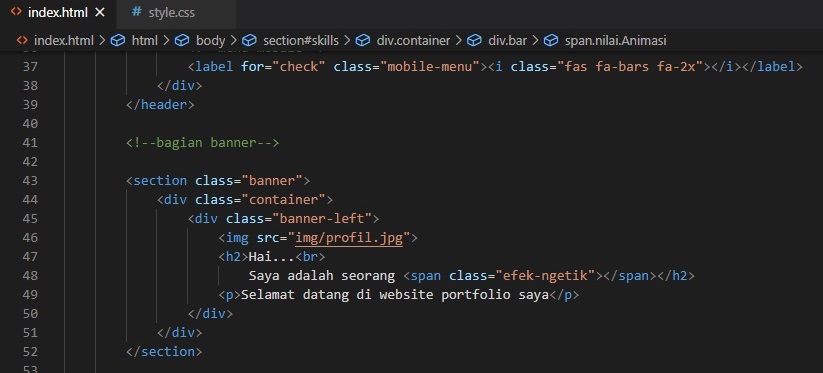 <> index.html ×
# style.css
<> index.html > html > body > section#skills > div.container > div.bar > span.nilai.Animasi
37 <label for="check" class="mobile-menu"><i class="fas fa-bars fa-2x"></i></label>
38 </div>
39 </header>
40
41 <!--bagian banner-->
42
43 <section class="banner">
44 <div class="container">
45 <div class="banner-left">
46 <img src="img/profil.jpg">
47 <h2>Hai...<br>
48 Saya adalah seorang <span class="efek-ngetik"></span></h2>
49 <p>Selamat datang di website portfolio saya</p>
50 </div>
51 </div>
52 </section>
53